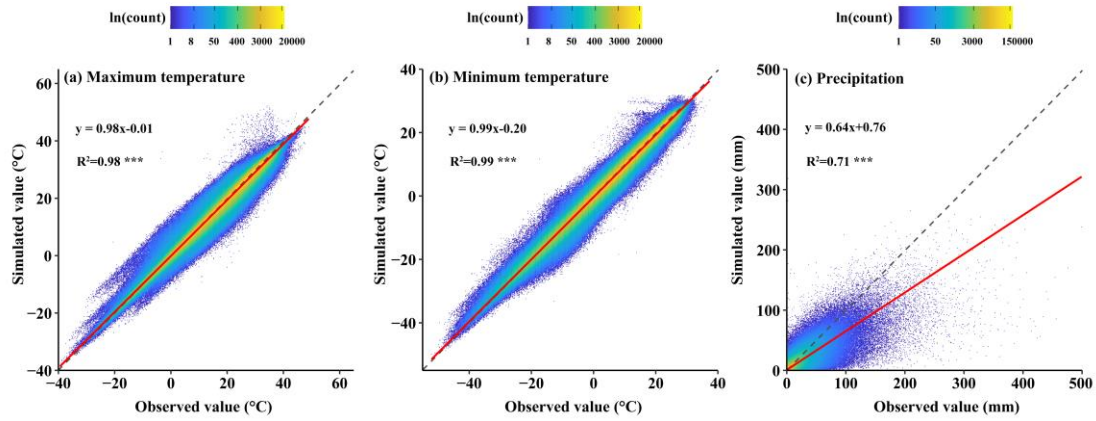 ln(count)
1 8 50 400 3000 20000
(a) Maximum temperature
y = 0.98x-0.01
R²=0.98 ***
60
40
20
0
−20
−40
−40 −20 0 20 40 60
Simulated value (°C)
Observed value (°C)
ln(count)
1 8 50 400 3000 20000
(b) Minimum temperature
y = 0.99x-0.20
R²=0.99 ***
40
20
0
−20
−40
−40 −20 0 20 40
Simulated value (°C)
Observed value (°C)
ln(count)
1 50 3000 150000
(c) Precipitation
y = 0.64x+0.76
R²=0.71 ***
500
400
300
200
100
0
0 100 200 300 400 500
Simulated value (mm)
Observed value (mm)